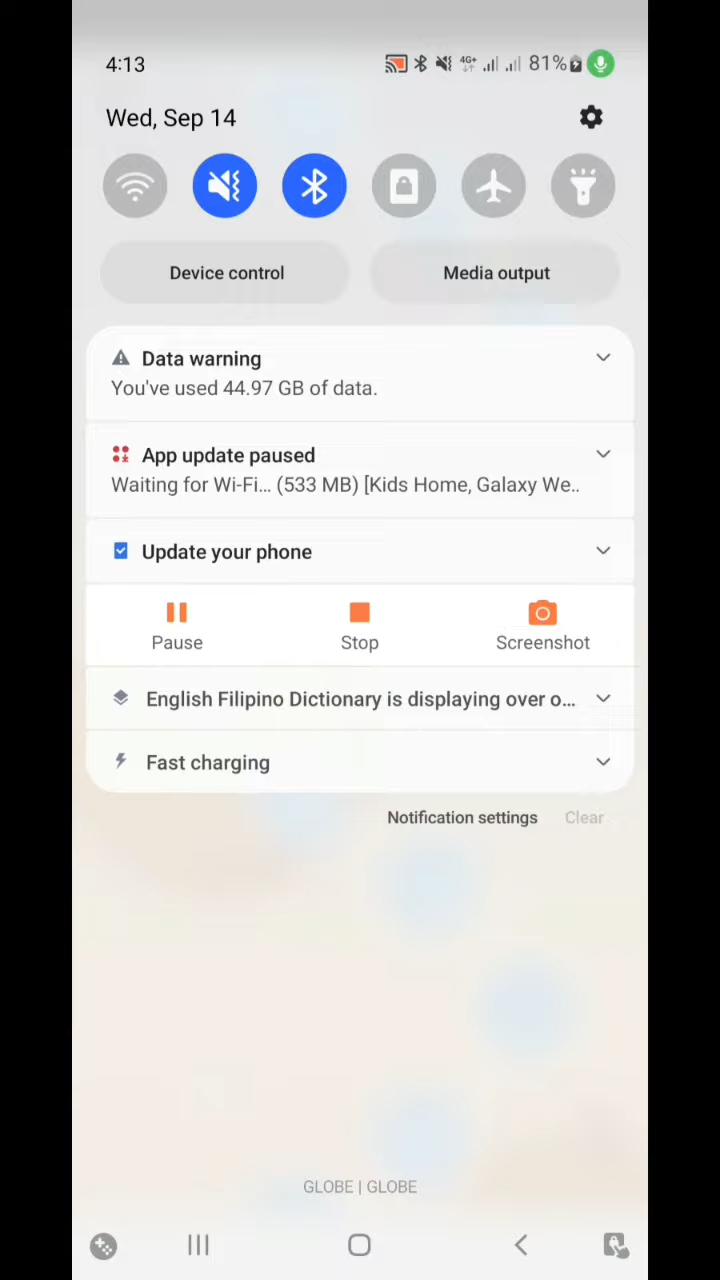 4:13 4G+ 81%
Wed, Sep 14
Device control Media output
Data warning
You've used 44.97 GB of data.
App update paused
Waiting for Wi-Fi... (533 MB) [Kids Home, Galaxy We..
Update your phone
Pause Stop Screenshot
English Filipino Dictionary is displaying over o...
Fast charging
Notification settings Clear
GLOBE | GLOBE